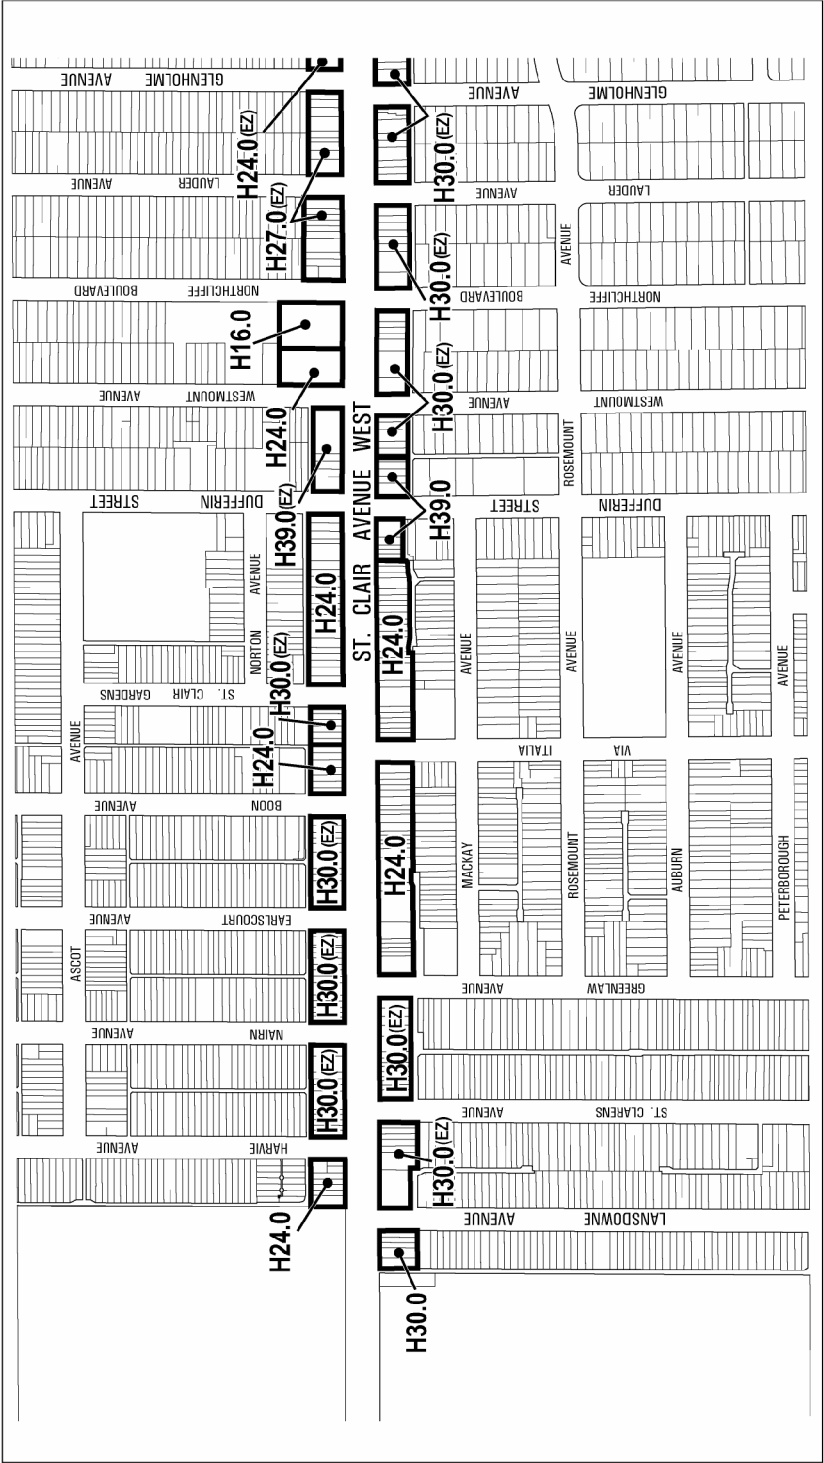 GLENHOLME AVENUE
GLENHOLME AVENUE
H24.0(EZ)
H30.0(EZ)
LAUDER AVENUE
LAUDER AVENUE
H27.0(EZ)
H30.0(EZ)
AVENUE
NORTHCLIFFE BOULEVARD
NORTHCLIFFE BOULEVARD
H16.0
H30.0(EZ)
WESTMOUNT AVENUE
WESTMOUNT AVENUE
H24.0
ROSEMOUNT
H39.0(EZ)
H39.0
DUFFERIN STREET
DUFFERIN STREET
ST. CLAIR AVENUE WEST
H24.0
H24.0
NORTON AVENUE
AVENUE
AVENUE
AVENUE
AVENUE
ST. CLAIR GARDENS
H30.0(EZ)
H24.0
AVENUE
VIA ITALIA
BOON AVENUE
H30.0(EZ)
H24.0
MACKAY
ROSEMOUNT
AUBURN
PETERBOROUGH
EARLSCOURT AVENUE
ASCOT
H30.0(EZ)
GREENLAW AVENUE
NAIRN AVENUE
H30.0(EZ)
H30.0(EZ)
ST. CLARENS AVENUE
HARVIE AVENUE
H30.0(EZ)
H24.0
LANSDOWNE AVENUE
H30.0